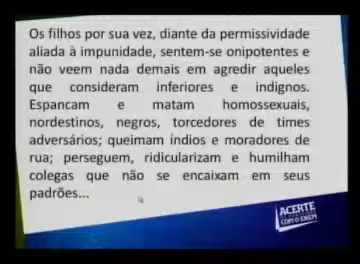 Os filhos por sua vez, diante da permissividade
aliada à impunidade, sentem-se onipotentes e
não veem nada demais em agredir aqueles
que consideram inferiores e indignos.
Espancam e matam homossexuais,
nordestinos, negros, torcedores de times
adversários; queimam índios e moradores de
rua; perseguem, ridicularizam e humilham
colegas que não se encaixam em seus
padrões...
ACERTE
COM O ENEM